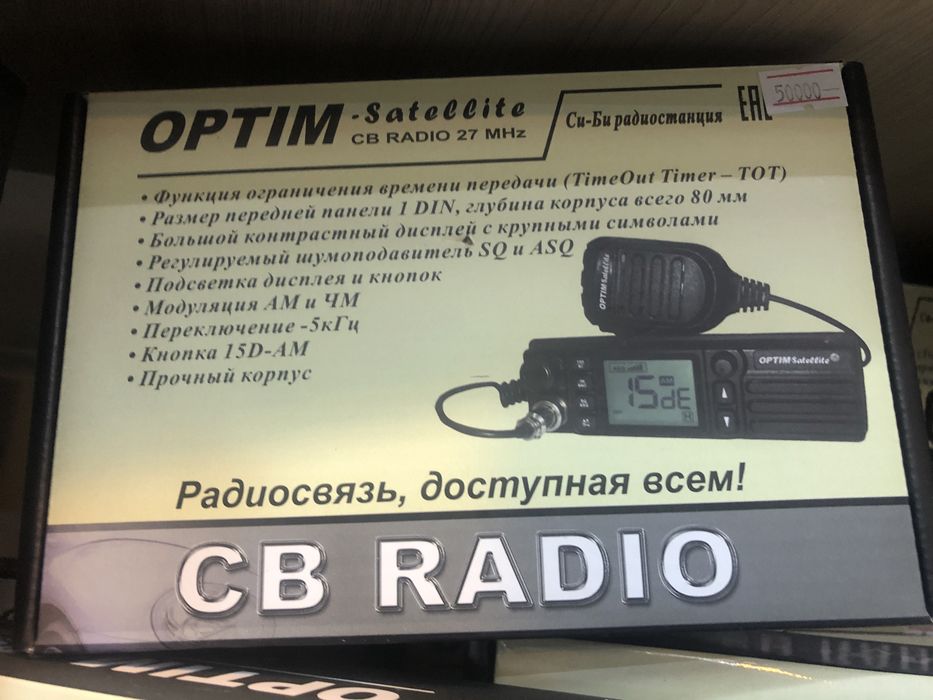 OPTIM -Satellite
CB RADIO 27 MHz
Си-Би радиостанция
EAC
50000=
• Функция ограничения времени передачи (TimeOut Timer – TOT)
• Размер передней панели 1 DIN, глубина корпуса всего 80 мм
• Большой контрастный дисплей с крупными символами
• Регулируемый шумоподавитель SQ и ASQ
• Подсветка дисплея и кнопок
• Модуляция АМ и ЧМ
• Переключение -5кГц
• Кнопка 15D-AM
• Прочный корпус
OPTIM Satellite
OPTIM Satellite
AM
15dE
Радиосвязь, доступная всем!
CB RADIO
OPTIM